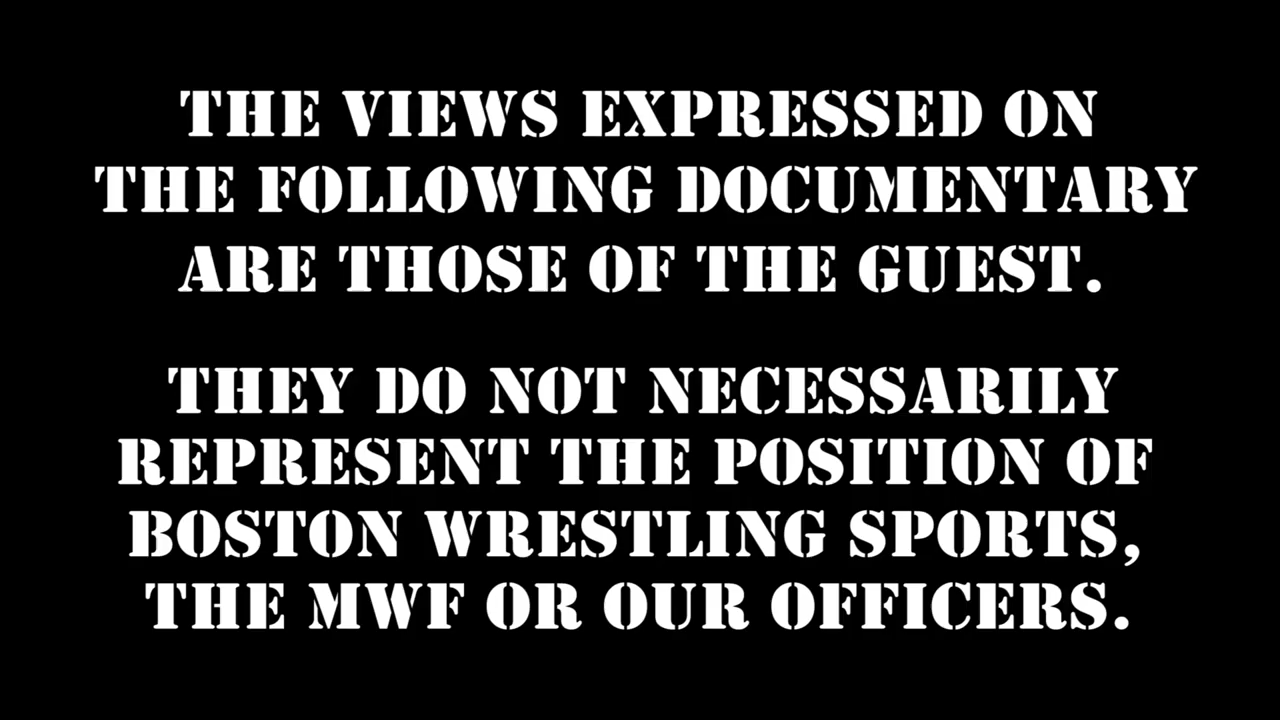 THE VIEWS EXPRESSED ON
THE FOLLOWING DOCUMENTARY
ARE THOSE OF THE GUEST.
THEY DO NOT NECESSARILY
REPRESENT THE POSITION OF
BOSTON WRESTLING SPORTS,
THE MWF OR OUR OFFICERS.